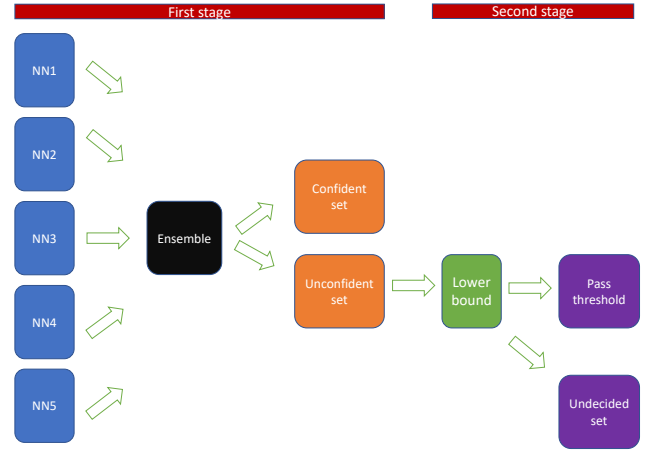 First stage
Second stage
NN1
NN2
NN3
NN4
NN5
Ensemble
Confident
set
Unconfident
set
Lower
bound
Pass
threshold
Undecided
set